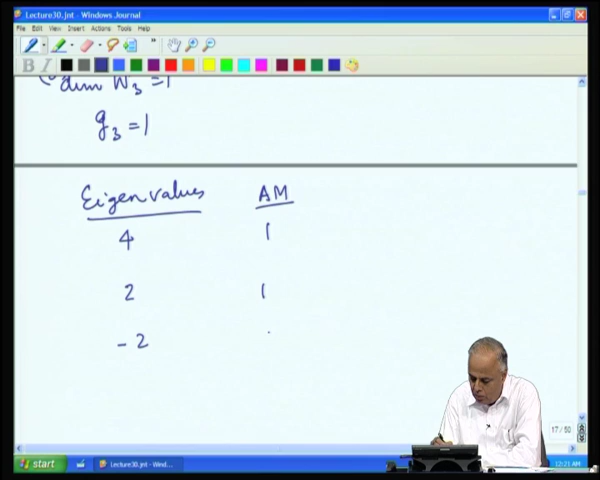 Lecture30.jnt - Windows Journal
File Edit View Insert Actions Tools Help
B I
dim W3 = 1
g3 = 1
Eigenvalues AM
4 1
2 1
-2
17 / 50
start Lecture30.jnt - Wind... 12:21 AM